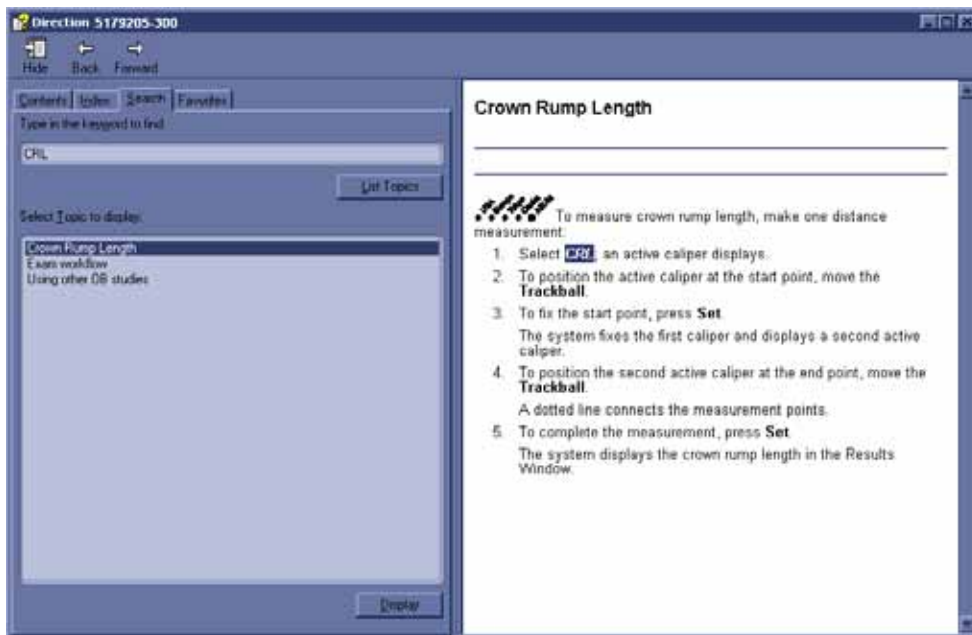 Direction 5179205-300
Hide Back Forward
Contents Index Search Favorites
Type in the keyword to find:
CRL
List Topics
Select Topic to display:
Crown Rump Length
Exam workflow
Using other OB studies
Display
Crown Rump Length
To measure crown rump length, make one distance
measurement:
1. Select CRL; an active caliper displays.
2. To position the active caliper at the start point, move the
Trackball.
3. To fix the start point, press Set.
The system fixes the first caliper and displays a second active
caliper.
4. To position the second active caliper at the end point, move the
Trackball.
A dotted line connects the measurement points.
5. To complete the measurement, press Set.
The system displays the crown rump length in the Results
Window.